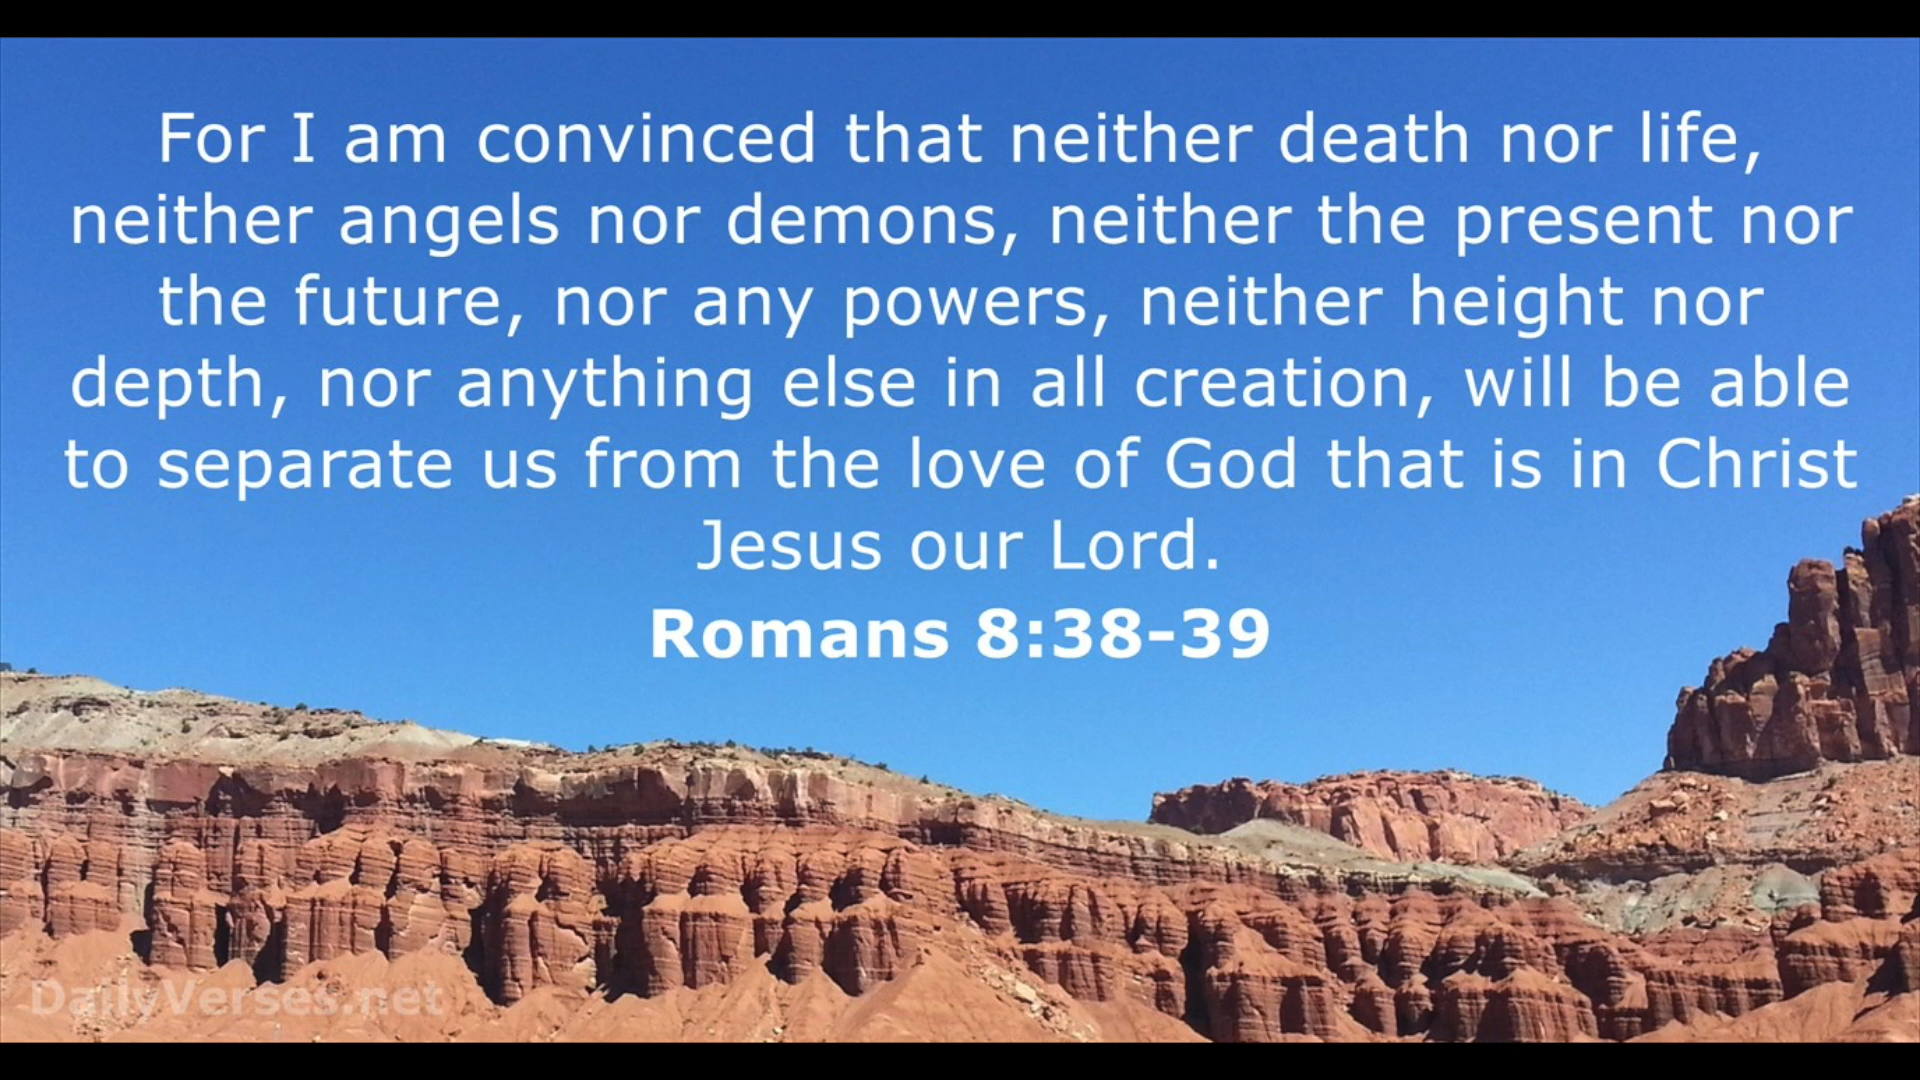 For I am convinced that neither death nor life,
neither angels nor demons, neither the present nor
the future, nor any powers, neither height nor
depth, nor anything else in all creation, will be able
to separate us from the love of God that is in Christ
Jesus our Lord.
Romans 8:38-39
DailyVerses.net